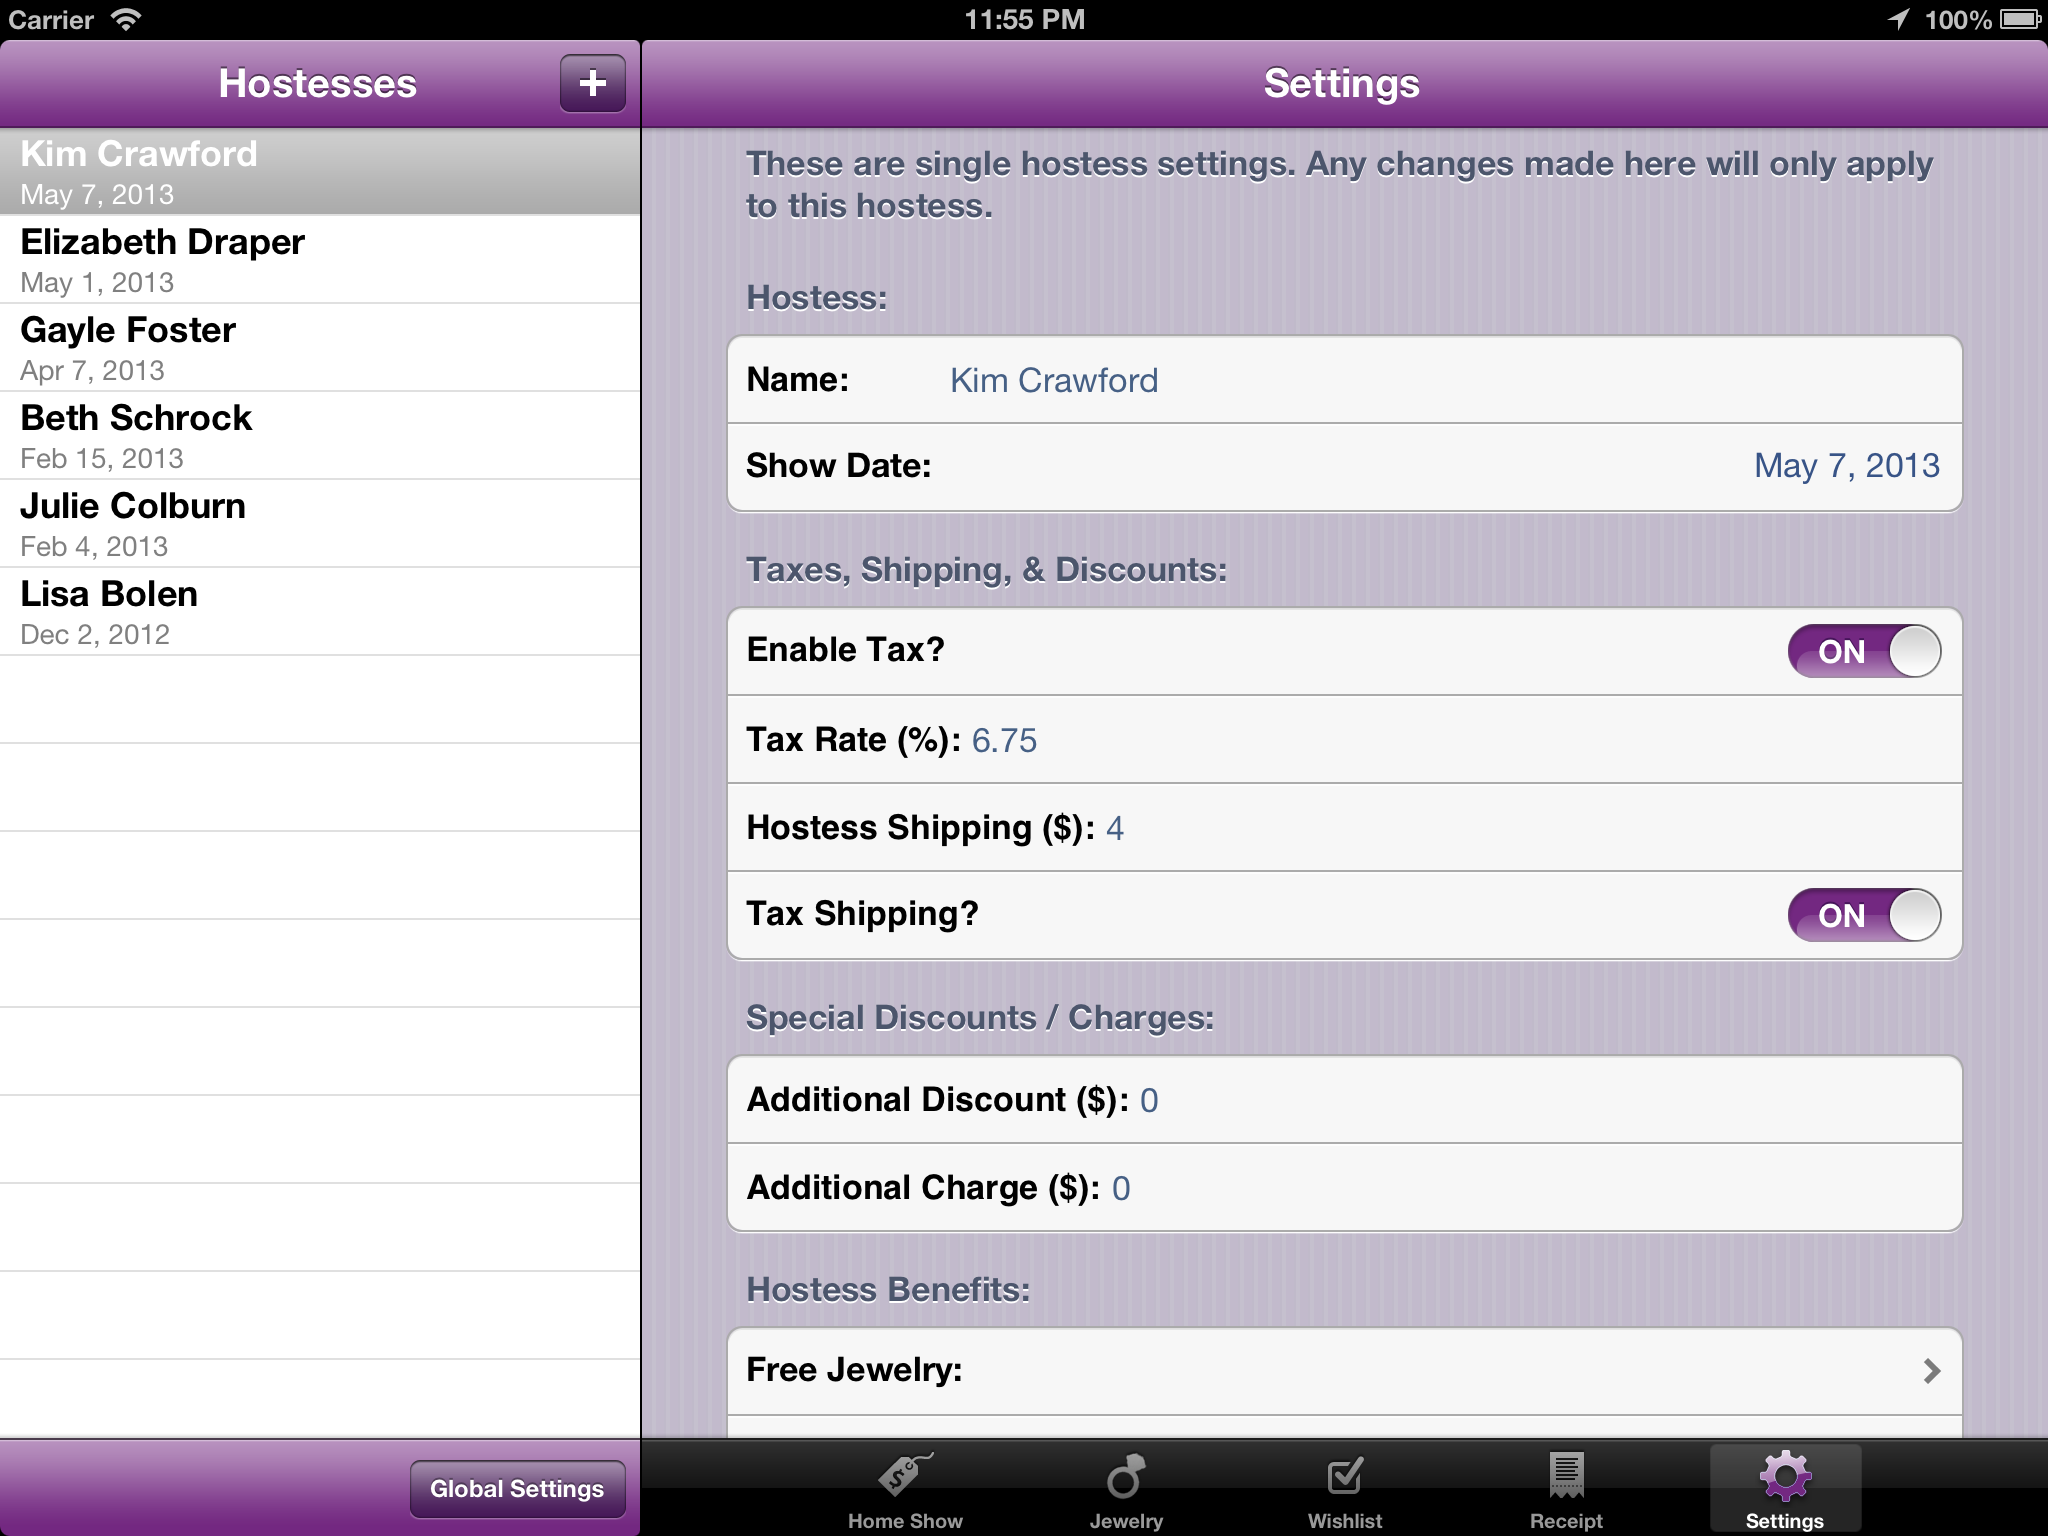 Carrier
11:55 PM
100%
Hostesses
+
Kim Crawford
May 7, 2013
Elizabeth Draper
May 1, 2013
Gayle Foster
Apr 7, 2013
Beth Schrock
Feb 15, 2013
Julie Colburn
Feb 4, 2013
Lisa Bolen
Dec 2, 2012
Global Settings
Settings
These are single hostess settings. Any changes made here will only apply
to this hostess.
Hostess:
Name: Kim Crawford
Show Date: May 7, 2013
Taxes, Shipping, & Discounts:
Enable Tax? ON
Tax Rate (%): 6.75
Hostess Shipping ($): 4
Tax Shipping? ON
Special Discounts / Charges:
Additional Discount ($): 0
Additional Charge ($): 0
Hostess Benefits:
Free Jewelry:
Home Show
Jewelry
Wishlist
Receipt
Settings